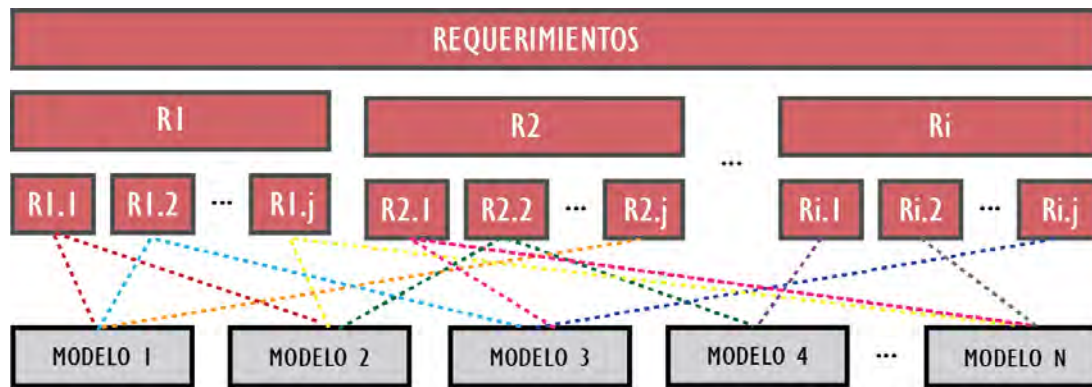 REQUERIMIENTOS
R1 R2 ... Ri
R1.1 R1.2 ... R1.j R2.1 R2.2 ... R2.j Ri.1 Ri.2 ... Ri.j
MODELO 1 MODELO 2 MODELO 3 MODELO 4 ... MODELO N